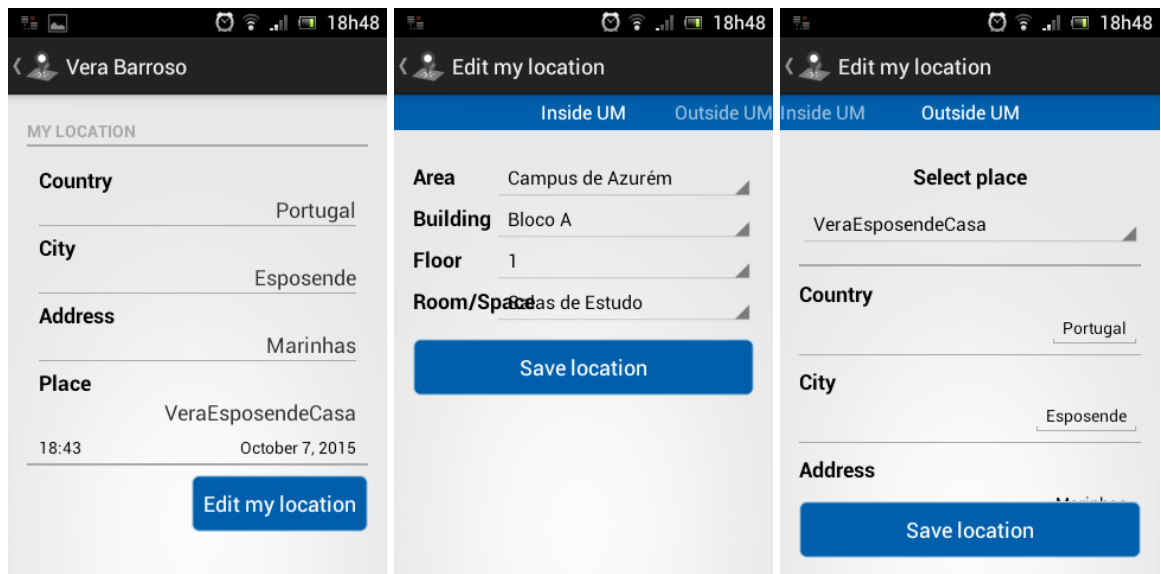 18h48
Vera Barroso
MY LOCATION
Country
Portugal
City
Esposende
Address
Marinhas
Place
VeraEsposendeCasa
18:43 October 7, 2015
Edit my location
18h48
Edit my location
Inside UM Outside UM
Area Campus de Azurém
Building Bloco A
Floor 1
Room/Space Salas de Estudo
Save location
18h48
Edit my location
Inside UM Outside UM
Select place
VeraEsposendeCasa
Country
Portugal
City
Esposende
Address
Marinhas
Save location